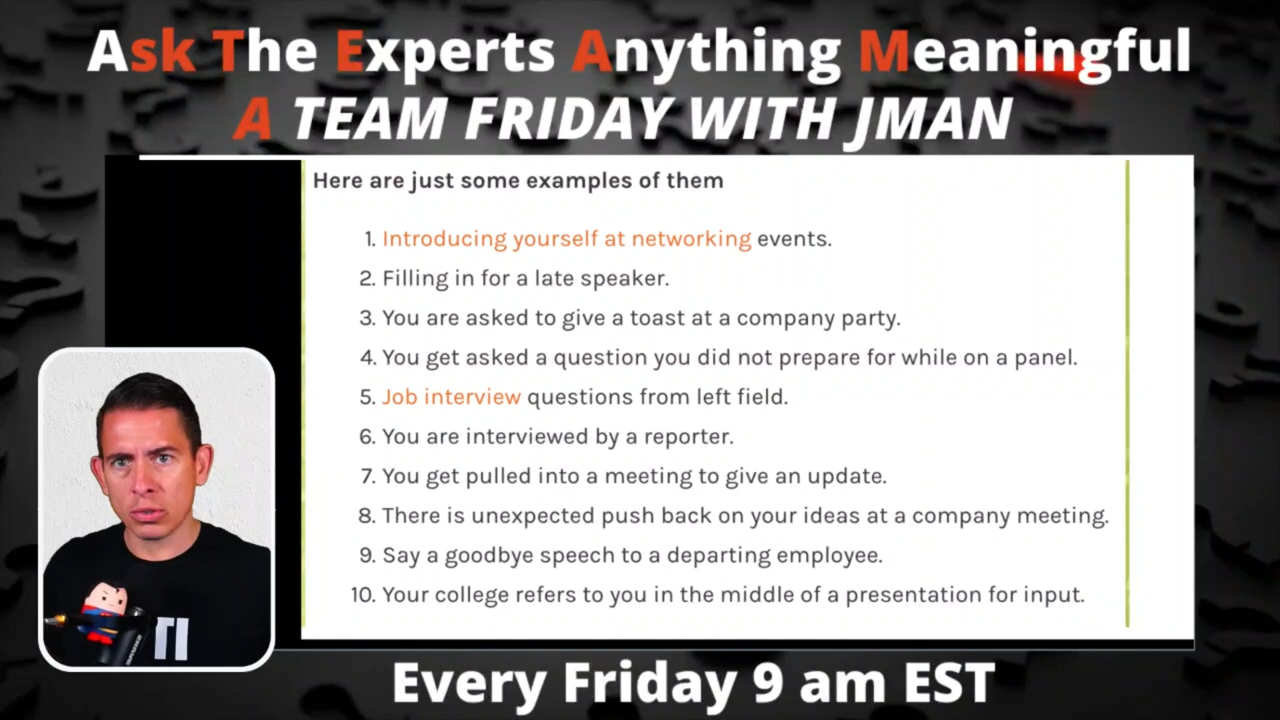 Ask The Experts Anything Meaningful
A TEAM FRIDAY WITH JMAN
Here are just some examples of them
1. Introducing yourself at networking events.
2. Filling in for a late speaker.
3. You are asked to give a toast at a company party.
4. You get asked a question you did not prepare for while on a panel.
5. Job interview questions from left field.
6. You are interviewed by a reporter.
7. You get pulled into a meeting to give an update.
8. There is unexpected push back on your ideas at a company meeting.
9. Say a goodbye speech to a departing employee.
10. Your college refers to you in the middle of a presentation for input.
Every Friday 9 am EST